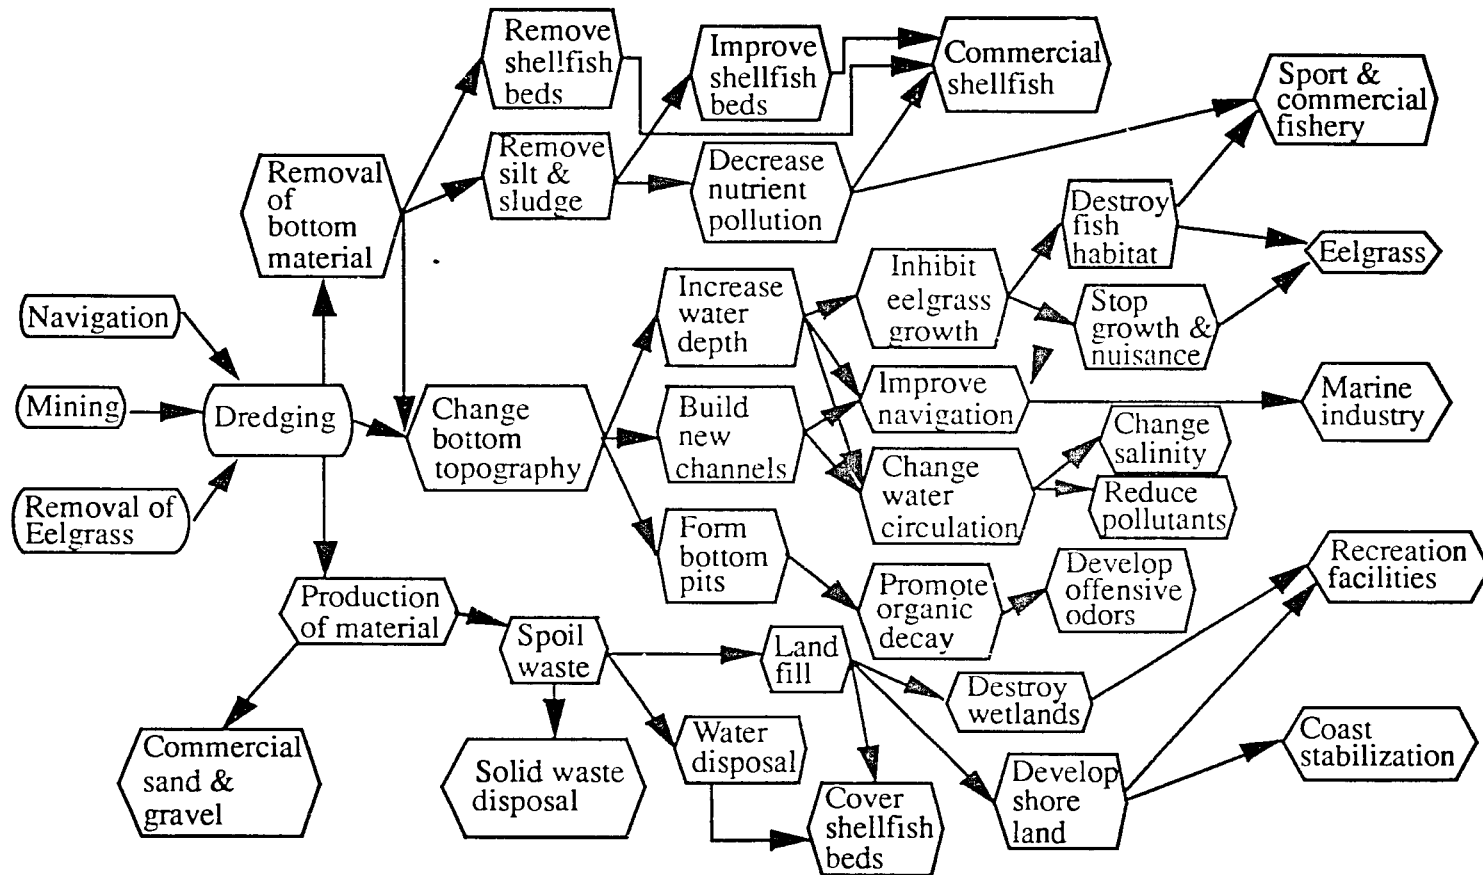 Remove
shellfish
beds
Improve
shellfish
beds
Commercial
shellfish
Sport &
commercial
fishery
Removal
of
bottom
material
Remove
silt &
sludge
Decrease
nutrient
pollution
Destroy
fish
habitat
Eelgrass
Navigation
Increase
water
depth
Inhibit
eelgrass
growth
Stop
growth &
nuisance
Mining
Dredging
Change
bottom
topography
Build
new
channels
Improve
navigation
Marine
industry
Change
salinity
Removal of
Eelgrass
Change
water
circulation
Reduce
pollutants
Form
bottom
pits
Promote
organic
decay
Develop
offensive
odors
Recreation
facilities
Production
of material
Spoil
waste
Land
fill
Destroy
wetlands
Commercial
sand &
gravel
Solid waste
disposal
Water
disposal
Cover
shellfish
beds
Develop
shore
land
Coast
stabilization